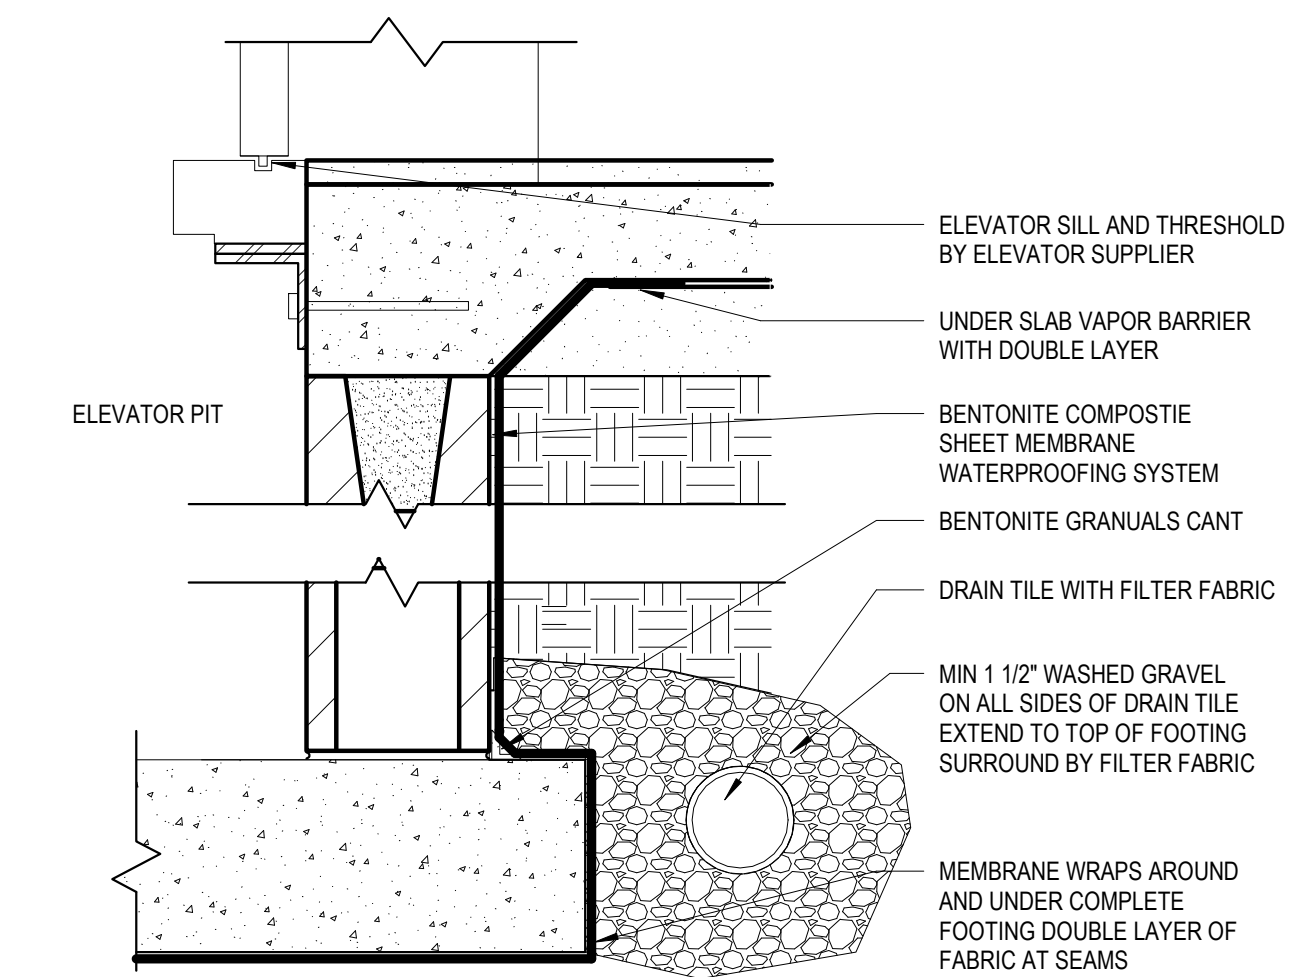 ELEVATOR SILL AND THRESHOLD
BY ELEVATOR SUPPLIER
UNDER SLAB VAPOR BARRIER
WITH DOUBLE LAYER
ELEVATOR PIT
BENTONITE COMPOSTIE
SHEET MEMBRANE
WATERPROOFING SYSTEM
BENTONITE GRANUALS CANT
DRAIN TILE WITH FILTER FABRIC
MIN 1 1/2" WASHED GRAVEL
ON ALL SIDES OF DRAIN TILE
EXTEND TO TOP OF FOOTING
SURROUND BY FILTER FABRIC
MEMBRANE WRAPS AROUND
AND UNDER COMPLETE
FOOTING DOUBLE LAYER OF
FABRIC AT SEAMS